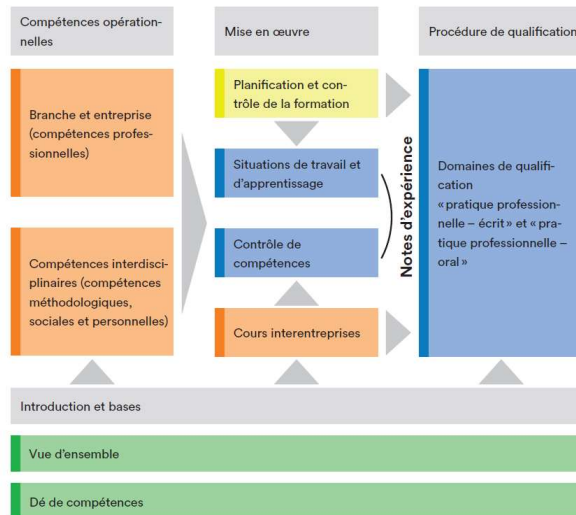 Compétences opération-
nelles
Mise en œuvre
Procédure de qualification
Branche et entreprise
(compétences profes-
sionnelles)
Compétences interdisci-
plinaires (compétences
méthodologiques,
sociales et personnelles)
Planification et con-
trôle de la formation
Situations de travail et
d'apprentissage
Contrôle de
compétences
Cours interentreprises
Notes d'expérience
Domaines de qualifi-
cation
« pratique profession-
nelle – écrit » et « pra-
tique professionnelle –
oral »
Introduction et bases
Vue d'ensemble
Dé de compétences